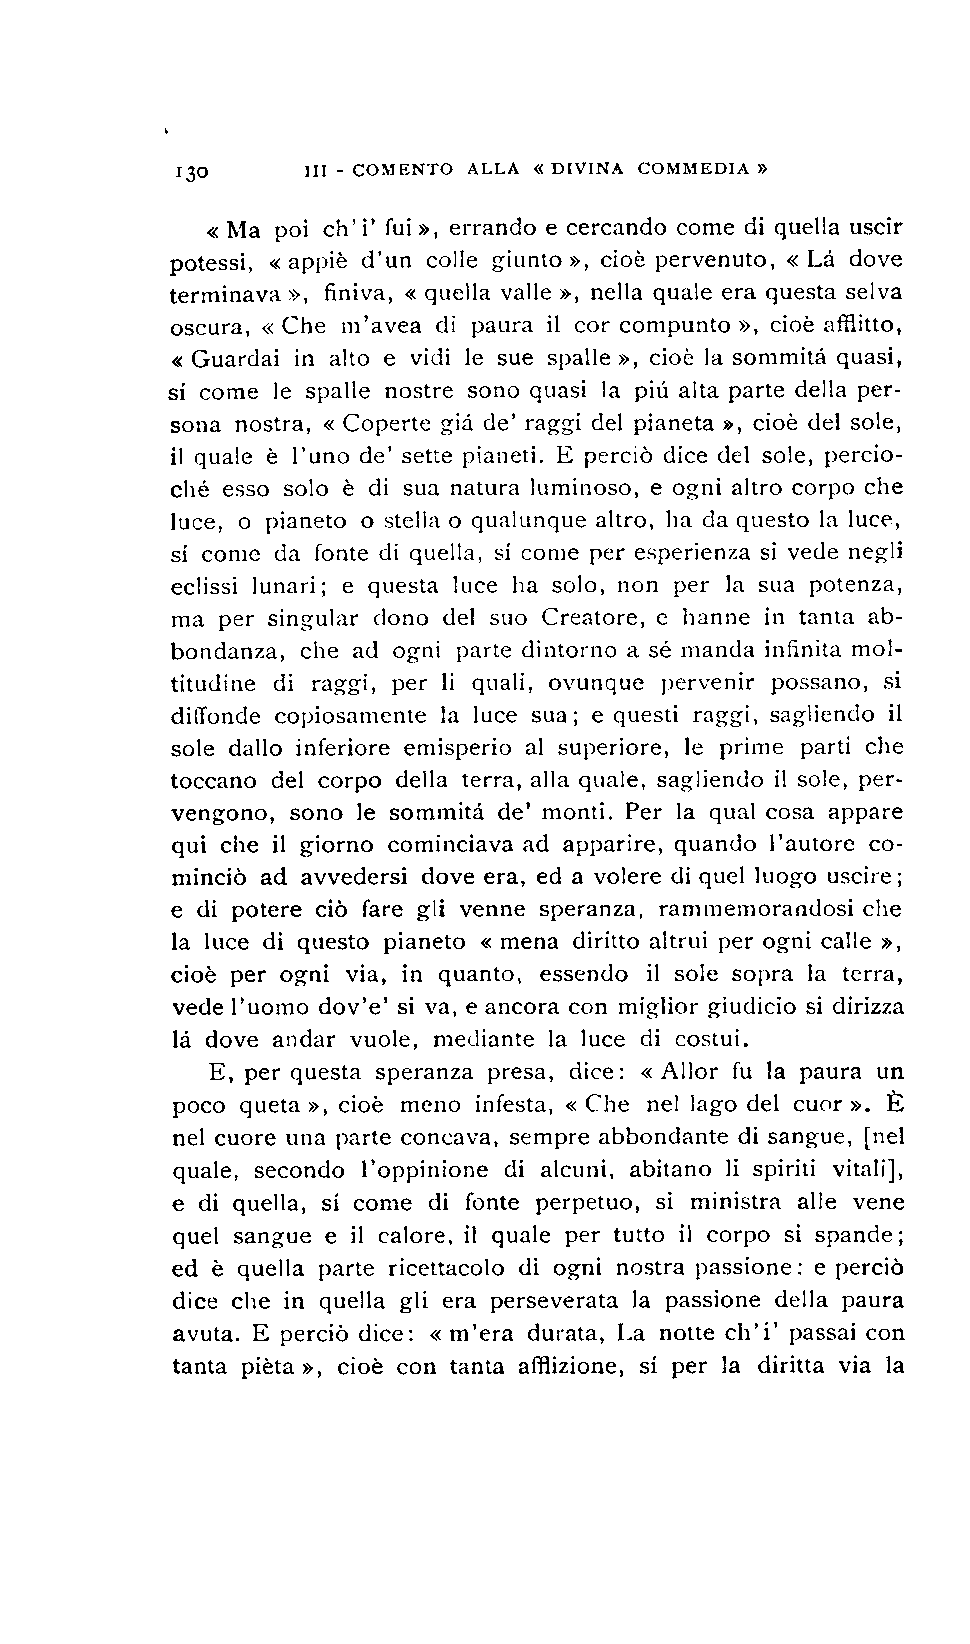 130 III - COMENTO ALLA « DIVINA COMMEDIA »
« Ma poi ch' i' fui », errando e cercando come di quella uscir
potessi, « appiè d'un colle giunto », cioè pervenuto, « Lá dove
terminava », finiva, « quella valle », nella quale era questa selva
oscura, « Che m'avea di paura il cor compunto », cioè afflitto,
« Guardai in alto e vidi le sue spalle », cioè la sommitá quasi,
sí come le spalle nostre sono quasi la piú alta parte della per-
sona nostra, « Coperte giá de' raggi del pianeta », cioè del sole,
il quale è l'uno de' sette pianeti. E perciò dice del sole, percio-
ché esso solo è di sua natura luminoso, e ogni altro corpo che
luce, o pianeto o stella o qualunque altro, ha da questo la luce,
sí come da fonte di quella, sí come per esperienza si vede negli
eclissi lunari; e questa luce ha solo, non per la sua potenza,
ma per singular dono del suo Creatore, e hanne in tanta ab-
bondanza, che ad ogni parte dintorno a sé manda infinita mol-
titudine di raggi, per li quali, ovunque pervenir possano, si
diffonde copiosamente la luce sua; e questi raggi, sagliendo il
sole dallo inferiore emisperio al superiore, le prime parti che
toccano del corpo della terra, alla quale, sagliendo il sole, per-
vengono, sono le sommitá de' monti. Per la qual cosa appare
qui che il giorno cominciava ad apparire, quando l'autore co-
minciò ad avvedersi dove era, ed a volere di quel luogo uscire;
e di potere ciò fare gli venne speranza, rammemorandosi che
la luce di questo pianeto « mena diritto altrui per ogni calle »,
cioè per ogni via, in quanto, essendo il sole sopra la terra,
vede l'uomo dov'e' si va, e ancora con miglior giudicio si dirizza
lá dove andar vuole, mediante la luce di costui.
E, per questa speranza presa, dice: « Allor fu la paura un
poco queta », cioè meno infesta, « Che nel lago del cuor ». È
nel cuore una parte concava, sempre abbondante di sangue, [nel
quale, secondo l'oppinione di alcuni, abitano li spiriti vitali],
e di quella, sí come di fonte perpetuo, si ministra alle vene
quel sangue e il calore, il quale per tutto il corpo si spande;
ed è quella parte ricettacolo di ogni nostra passione: e perciò
dice che in quella gli era perseverata la passione della paura
avuta. E perciò dice: « m'era durata, La notte ch'i' passai con
tanta pièta », cioè con tanta afflizione, sí per la diritta via la